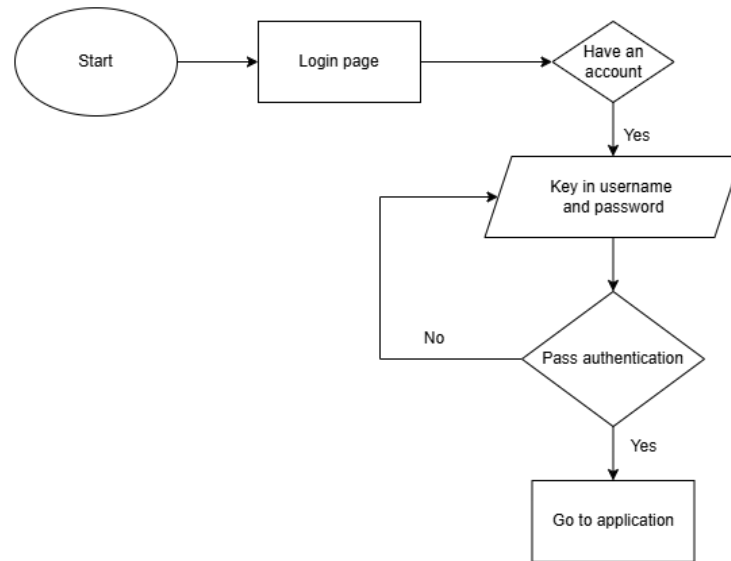 Start
Login page
Have an
account
Yes
Key in username
and password
No
Pass authentication
Yes
Go to application